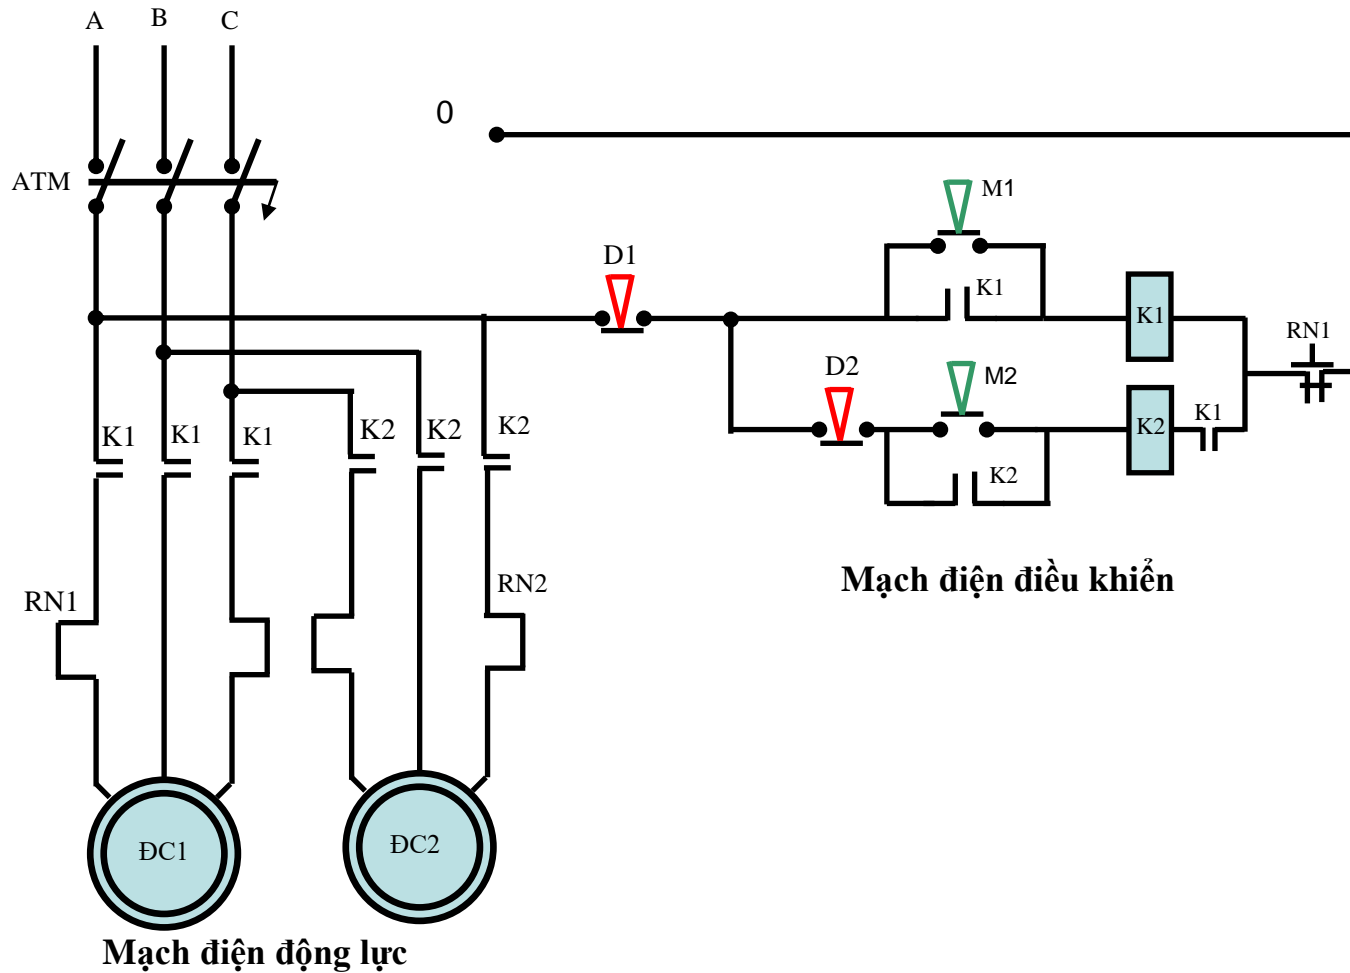 A B C
0
ATM
M1
D1
K1
K1
RN1
D2
M2
K1 K1 K1 K2 K2 K2
K2
K1
K2
RN1
RN2
Mạch điện điều khiển
ĐC1
ĐC2
Mạch điện động lực